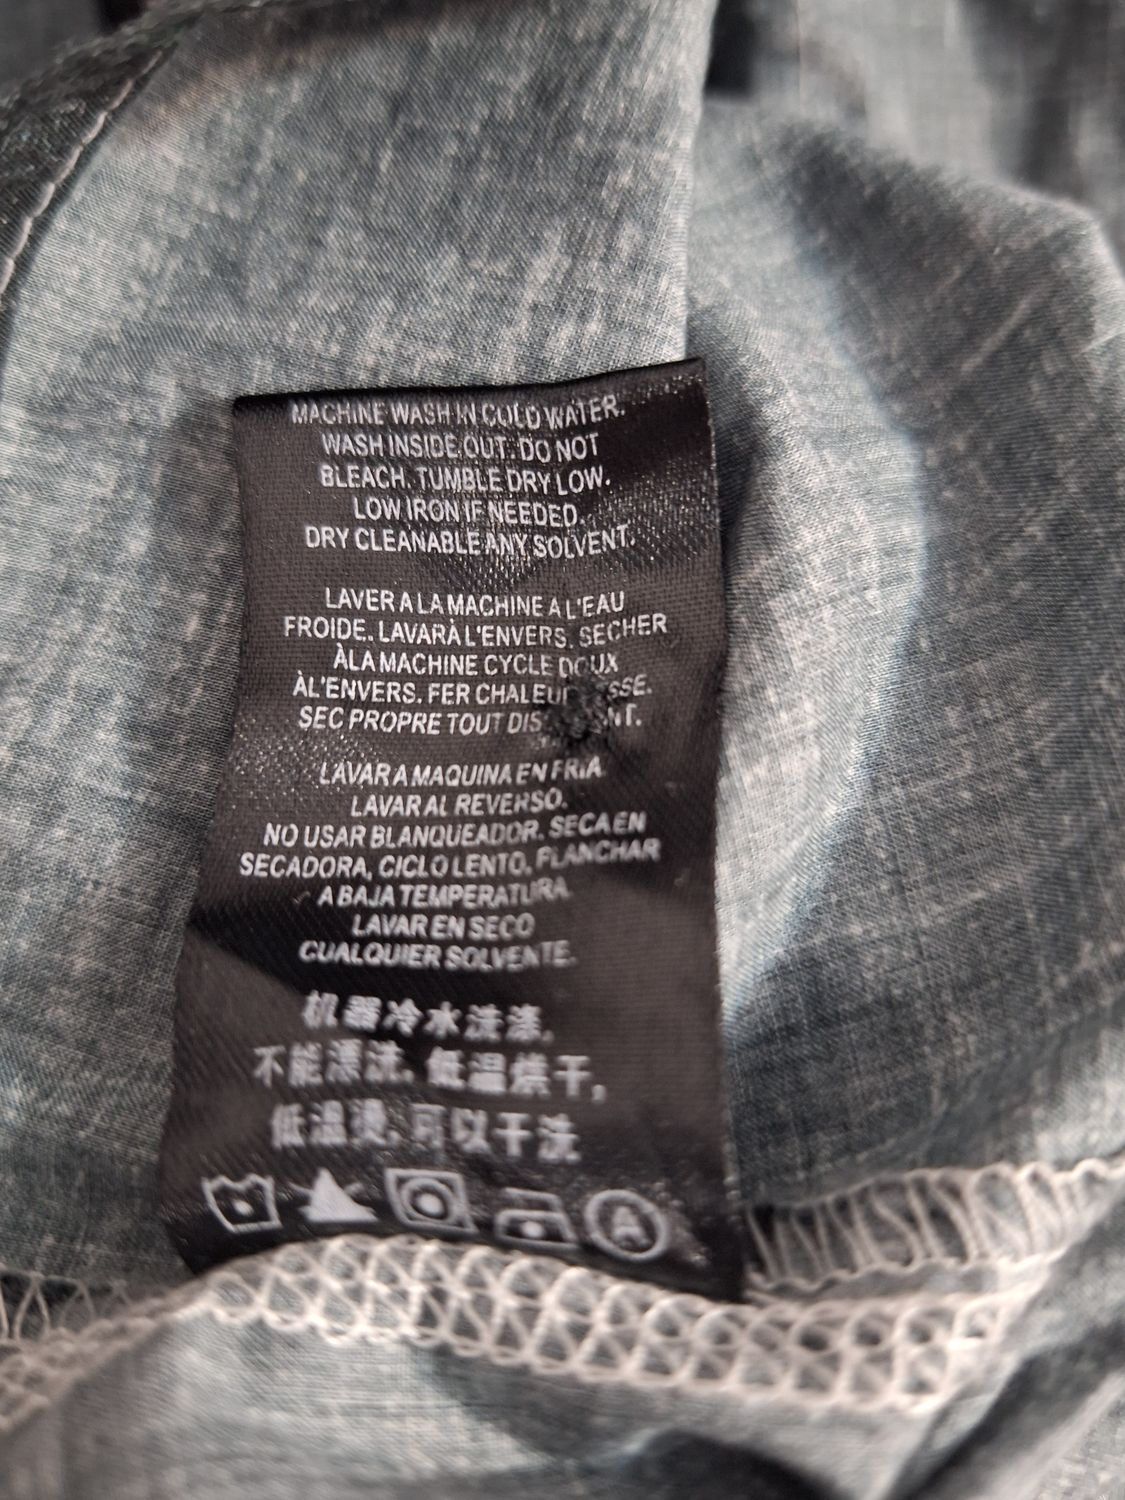 MACHINE WASH IN COLD WATER.
WASH INSIDE OUT. DO NOT
BLEACH. TUMBLE DRY LOW.
LOW IRON IF NEEDED.
DRY CLEANABLE ANY SOLVENT.
LAVER A LA MACHINE A L'EAU
FROIDE. LAVAR À L'ENVERS. SECHER
À LA MACHINE CYCLE DOUX
À L'ENVERS. FER CHALEUR
SEC PROPRE TOUT
LAVAR A MAQUINA EN FRIA
LAVAR AL REVERSO.
NO USAR BLANQUEADOR. SECA EN
SECADORA, CICLO LENTO, PLANCHAR
A BAJA TEMPERATURA
LAVAR EN SECO
CUALQUIER SOLVENTE.
机器冷水洗涤,
不能漂洗, 低温烘干,
低温烫, 可以干洗
A